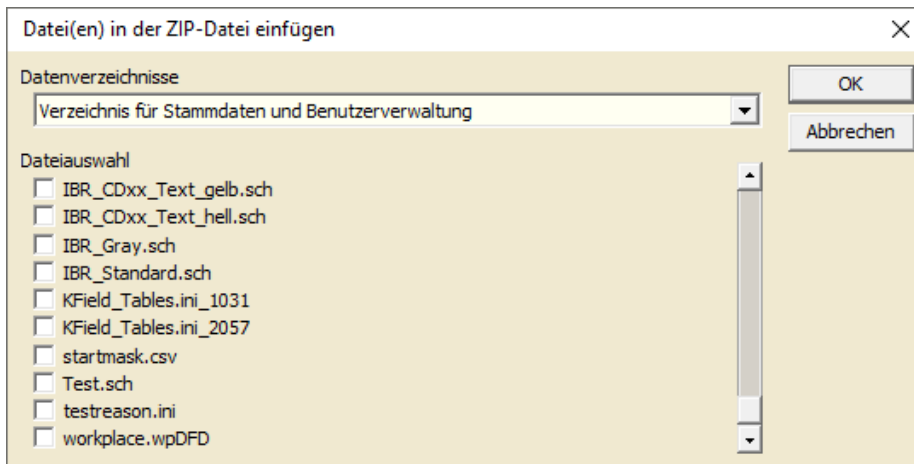 Datei(en) in der ZIP-Datei einfügen
Datenverzeichnisse
Verzeichnis für Stammdaten und Benutzerverwaltung
OK
Abbrechen
Dateiauswahl
IBR_CDxx_Text_gelb.sch
IBR_CDxx_Text_hell.sch
IBR_Gray.sch
IBR_Standard.sch
KField_Tables.ini_1031
KField_Tables.ini_2057
startmask.csv
Test.sch
testreason.ini
workplace.wpDFD